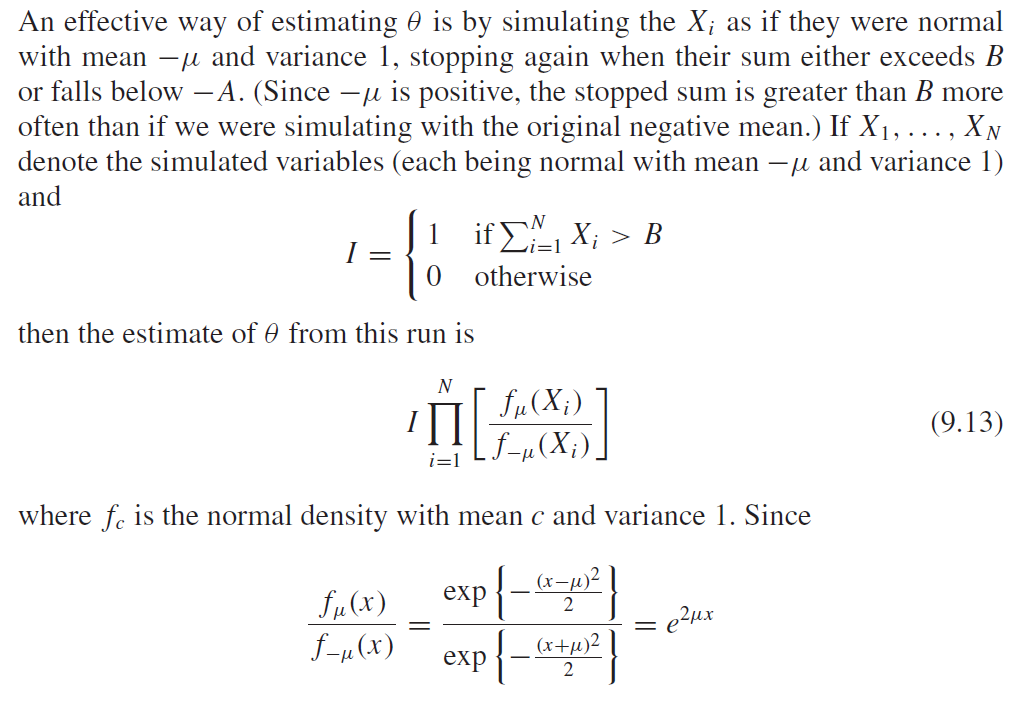 An effective way of estimating θ is by simulating the Xᵢ as if they were normal
with mean −μ and variance 1, stopping again when their sum either exceeds B
or falls below −A. (Since −μ is positive, the stopped sum is greater than B more
often than if we were simulating with the original negative mean.) If X₁, . . . , X_N
denote the simulated variables (each being normal with mean −μ and variance 1)
and
I = { 1 if ∑_{i=1}^{N} Xᵢ > B
0 otherwise
then the estimate of θ from this run is
I ∏_{i=1}^{N} [ f_μ(Xᵢ) / f_{−μ}(Xᵢ) ] (9.13)
where f_c is the normal density with mean c and variance 1. Since
f_μ(x) / f_{−μ}(x) = exp{ −(x−μ)²/2 } / exp{ −(x+μ)²/2 } = e^{2μx}